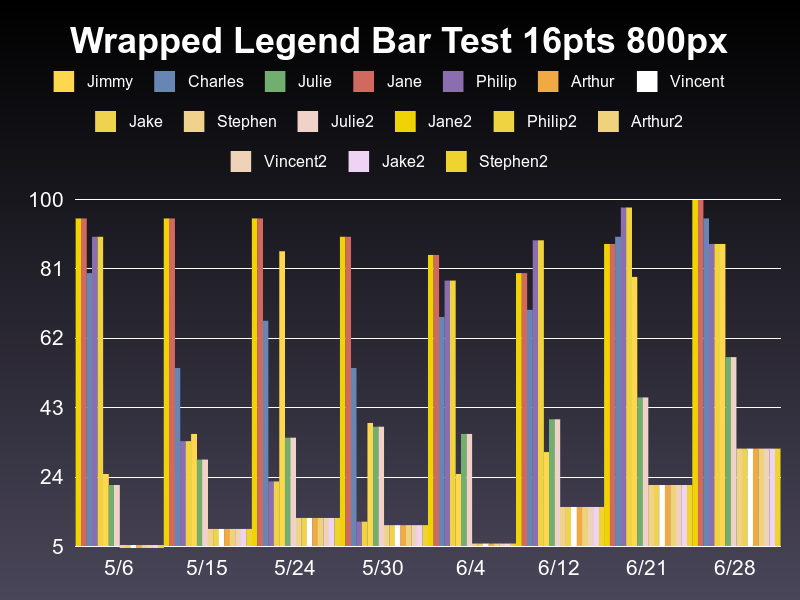 Wrapped Legend Bar Test 16pts 800px
Jimmy Charles Julie Jane Philip Arthur Vincent
Jake Stephen Julie2 Jane2 Philip2 Arthur2
Vincent2 Jake2 Stephen2
100
81
62
43
24
5
5/6 5/15 5/24 5/30 6/4 6/12 6/21 6/28